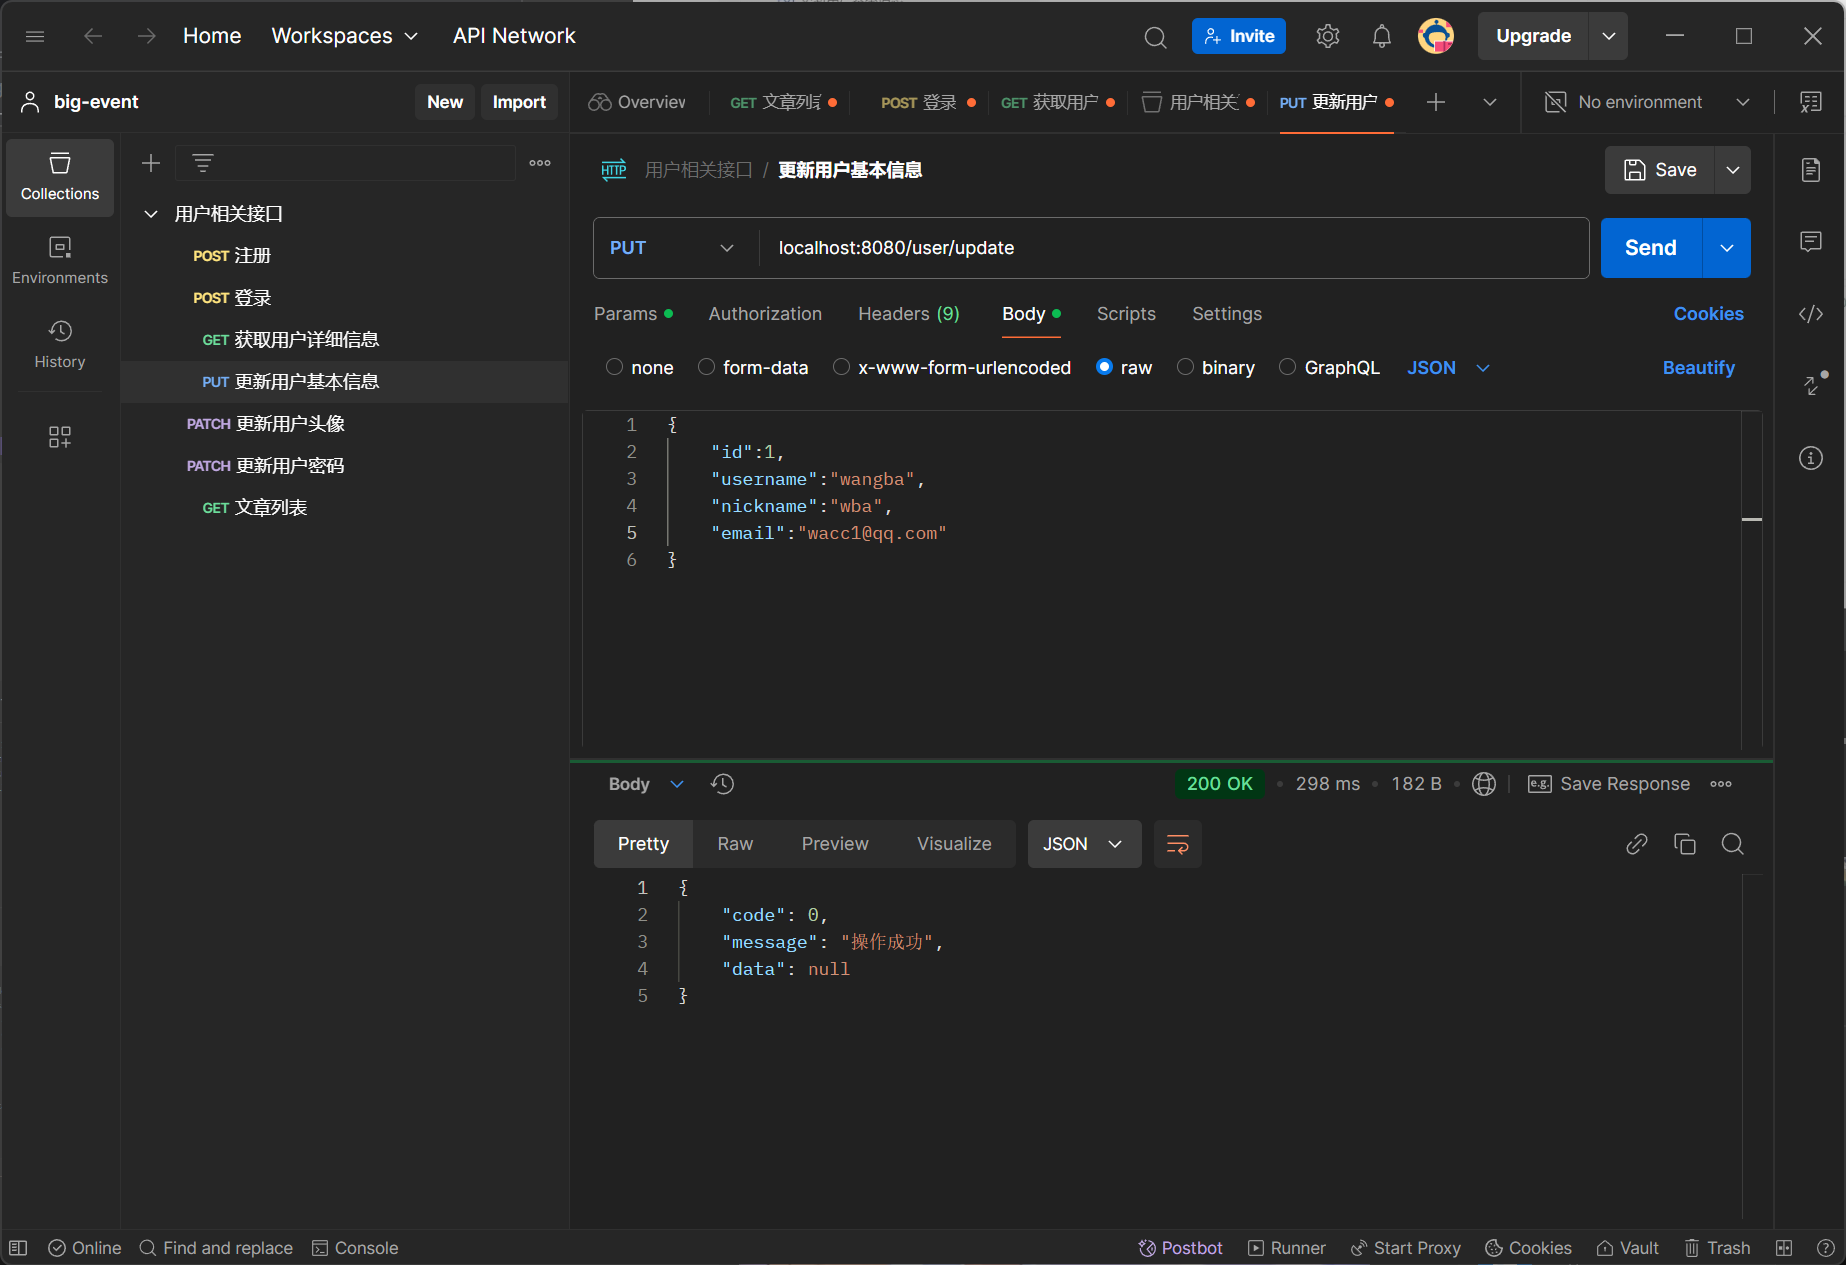 Home Workspaces API Network Invite Upgrade
big-event New Import
Overview GET 文章列表 POST 登录 GET 获取用户 用户相关 PUT 更新用户 No environment
Collections
Environments
History
用户相关接口
POST 注册
POST 登录
GET 获取用户详细信息
PUT 更新用户基本信息
PATCH 更新用户头像
PATCH 更新用户密码
GET 文章列表
HTTP 用户相关接口 / 更新用户基本信息 Save
PUT localhost:8080/user/update Send
Params Authorization Headers (9) Body Scripts Settings Cookies
none form-data x-www-form-urlencoded raw binary GraphQL JSON Beautify
1 {
2 "id":1,
3 "username":"wangba",
4 "nickname":"wba",
5 "email":"wacc1@qq.com"
6 }
Body 200 OK 298 ms 182 B e.g. Save Response
Pretty Raw Preview Visualize JSON
1 {
2 "code": 0,
3 "message": "操作成功",
4 "data": null
5 }
Online Find and replace Console Postbot Runner Start Proxy Cookies Vault Trash